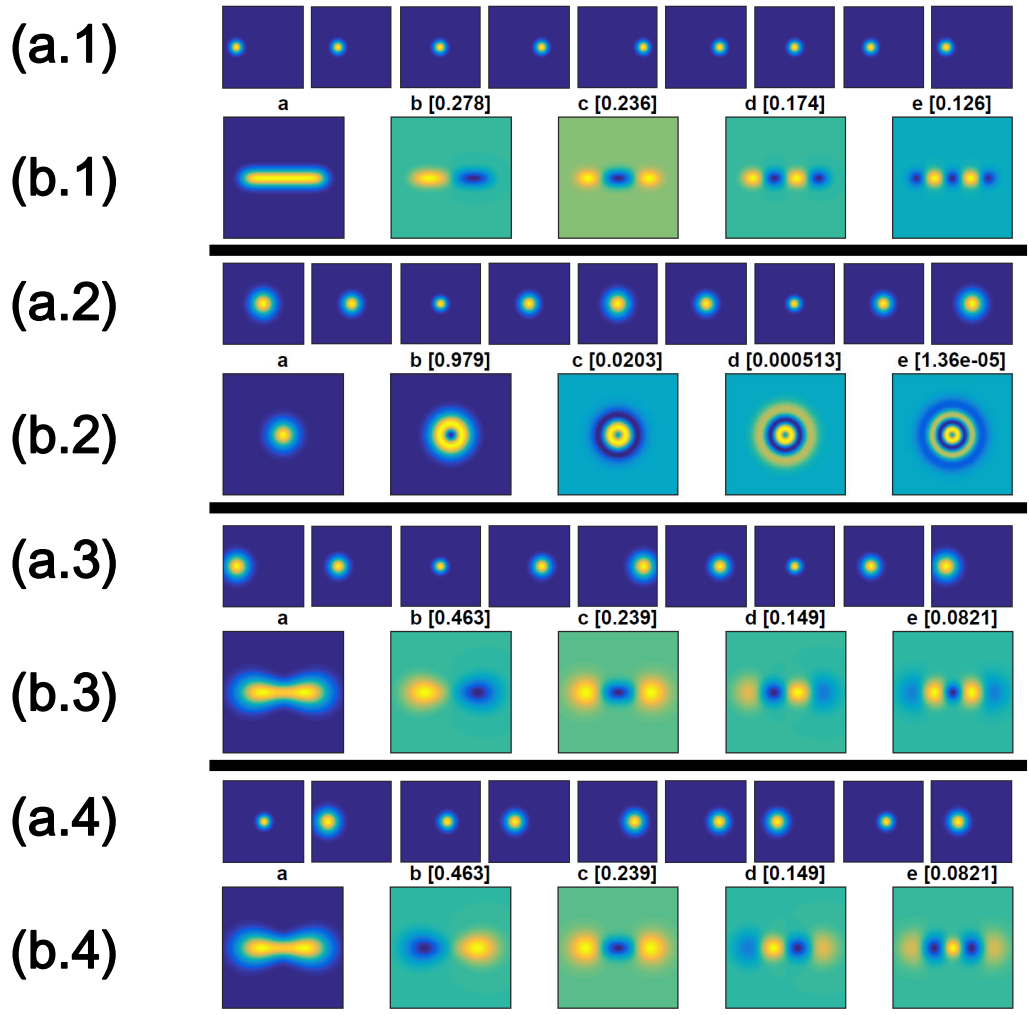 (a.1)
a b [0.278] c [0.236] d [0.174] e [0.126]
(b.1)
(a.2)
a b [0.979] c [0.0203] d [0.000513] e [1.36e-05]
(b.2)
(a.3)
a b [0.463] c [0.239] d [0.149] e [0.0821]
(b.3)
(a.4)
a b [0.463] c [0.239] d [0.149] e [0.0821]
(b.4)